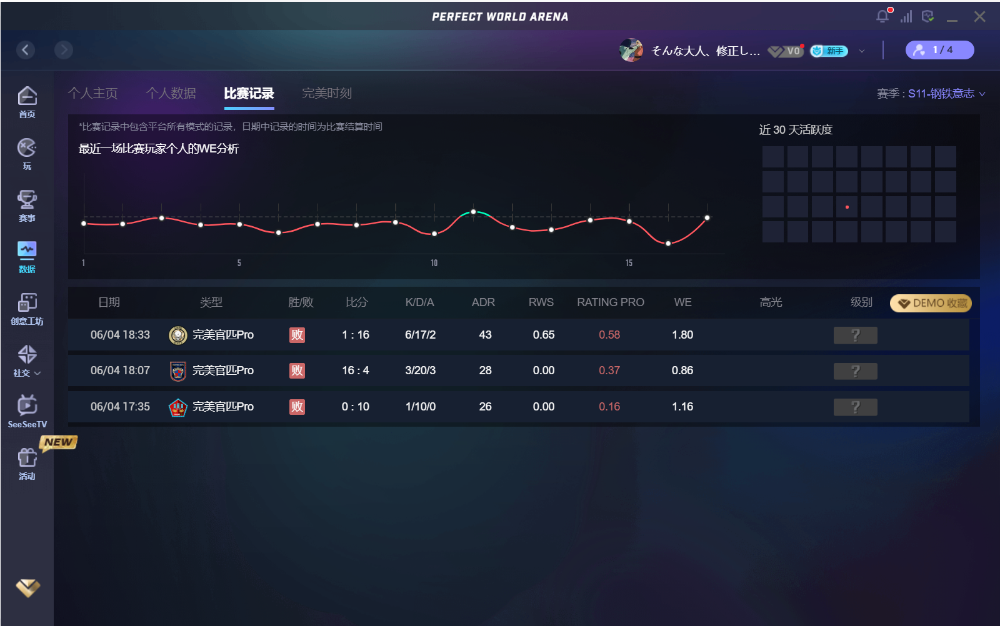 PERFECT WORLD ARENA
そんな大人、修正し... V0 新手 1 / 4
个人主页 个人数据 比赛记录 完美时刻 赛季 : S11-钢铁意志
首页
玩
赛事
数据
创意工坊
社交
SeeSeeTV
NEW
活动
*比赛记录中包含平台所有模式的记录，日期中记录的时间为比赛结算时间
最近一场比赛玩家个人的WE分析
1 5 10 15
近 30 天活跃度
日期 类型 胜/败 比分 K/D/A ADR RWS RATING PRO WE 高光 级别 DEMO 收藏
06/04 18:33 完美官匹Pro 败 1 : 16 6/17/2 43 0.65 0.58 1.80 ?
06/04 18:07 完美官匹Pro 败 16 : 4 3/20/3 28 0.00 0.37 0.86 ?
06/04 17:35 完美官匹Pro 败 0 : 10 1/10/0 26 0.00 0.16 1.16 ?